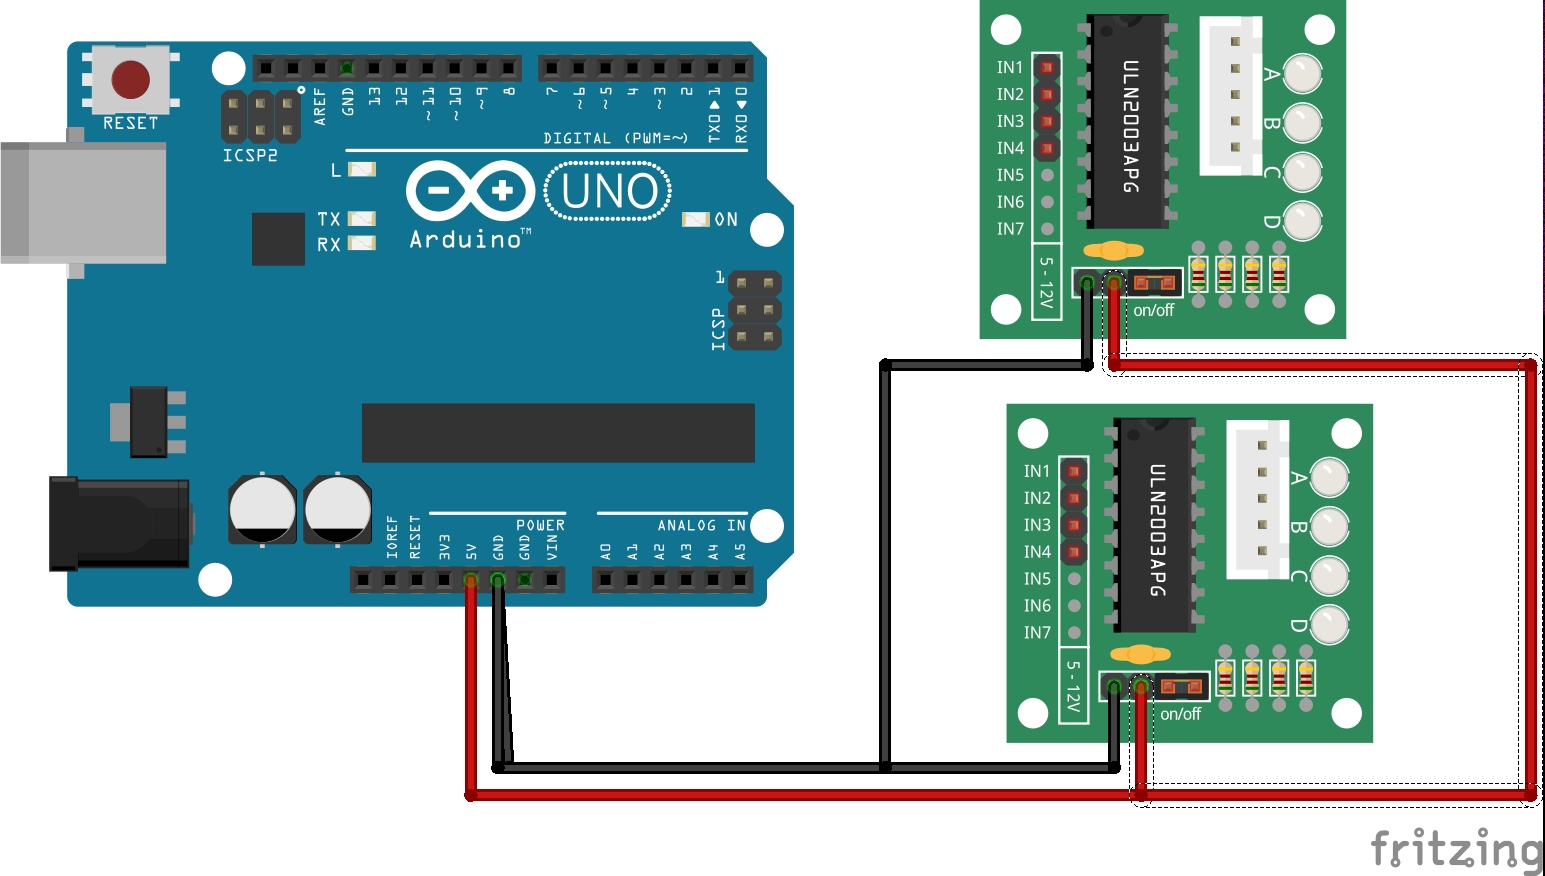 RESET
ICSP2
AREF
GND
13
12
~11
~10
~9
8
7
~6
~5
4
~3
2
TX0▶1
RX0◀0
DIGITAL (PWM=~)
L
TX
RX
UNO
Arduino™
ON
1
ICSP
IOREF
RESET
3V3
5V
GND
GND
VIN
POWER
ANALOG IN
A0
A1
A2
A3
A4
A5
IN1
IN2
IN3
IN4
IN5
IN6
IN7
5 - 12V
ULN2003APG
A
B
C
D
on/off
IN1
IN2
IN3
IN4
IN5
IN6
IN7
5 - 12V
ULN2003APG
A
B
C
D
on/off
fritzing